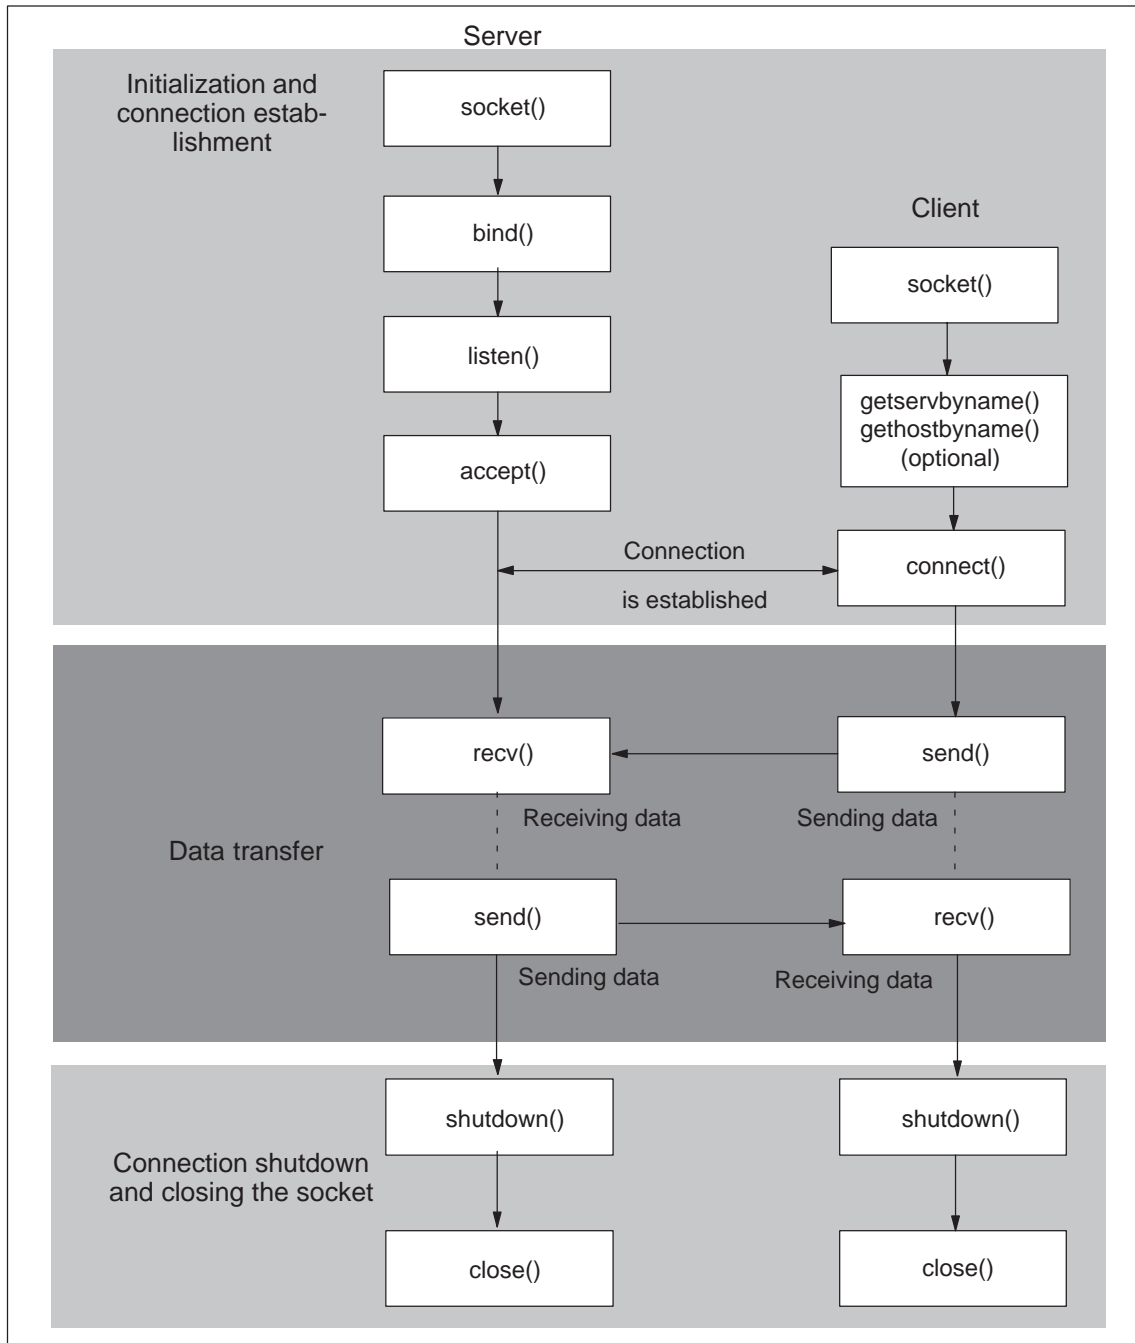 Server
Initialization and
connection estab-
lishment
socket()
bind()
Client
socket()
listen()
getservbyname()
gethostbyname()
(optional)
accept()
Connection
is established
connect()
recv()
send()
Receiving data
Sending data
Data transfer
send()
recv()
Sending data
Receiving data
shutdown()
shutdown()
Connection shutdown
and closing the socket
close()
close()